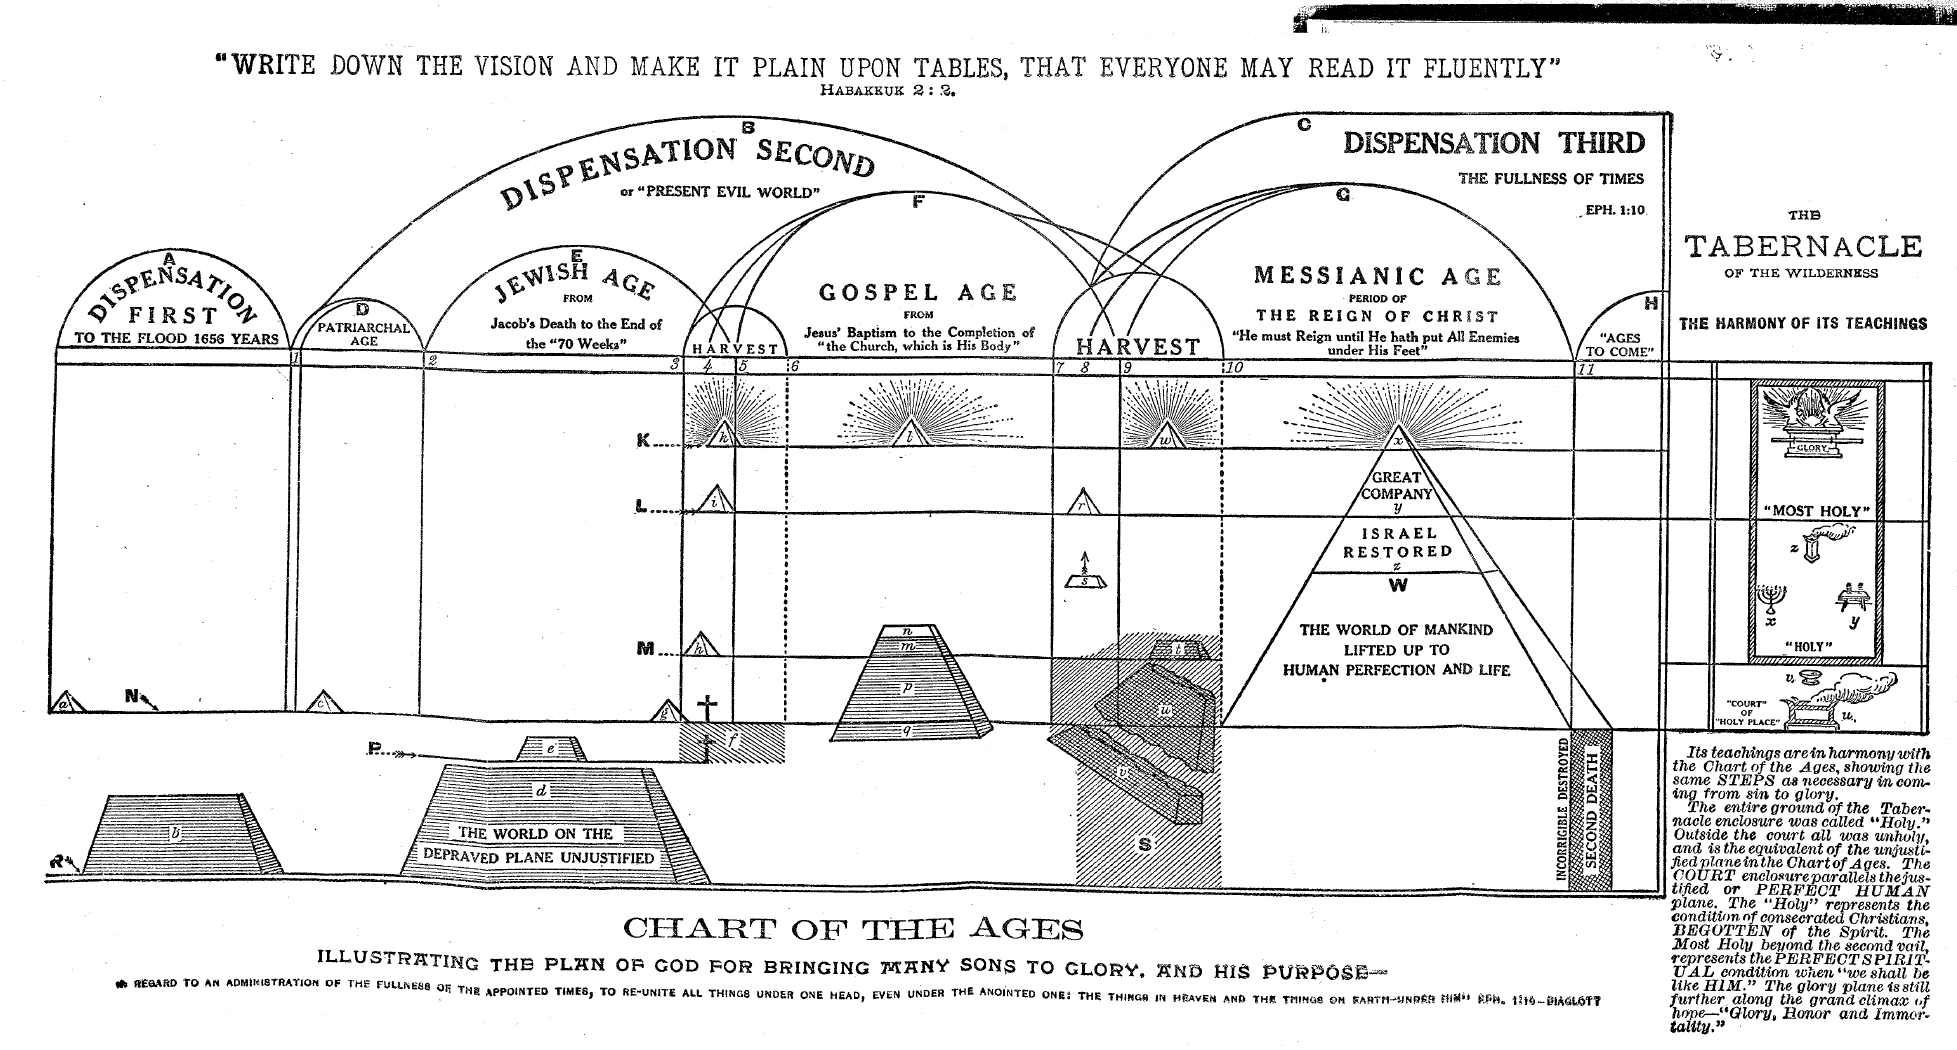 "WRITE DOWN THE VISION AND MAKE IT PLAIN UPON TABLES, THAT EVERYONE MAY READ IT FLUENTLY"
HABAKKUK 2:2.
B
DISPENSATION SECOND
or "PRESENT EVIL WORLD"
C
DISPENSATION THIRD
THE FULLNESS OF TIMES
EPH. 1:10
A
DISPENSATION
FIRST
TO THE FLOOD 1656 YEARS
D
PATRIARCHAL
AGE
E
JEWISH AGE
FROM
Jacob's Death to the End of
the "70 Weeks"
HARVEST
F
GOSPEL AGE
FROM
Jesus' Baptism to the Completion of
"the Church, which is His Body"
HARVEST
G
MESSIANIC AGE
PERIOD OF
THE REIGN OF CHRIST
"He must Reign until He hath put All Enemies
under His Feet"
H
"AGES
TO COME"
THE
TABERNACLE
OF THE WILDERNESS
THE HARMONY OF ITS TEACHINGS
1 2 3 4 5 6 7 8 9 10 11
K
k l w x
L
i r
GREAT
COMPANY
y
ISRAEL
RESTORED
z
W
s
THE WORLD OF MANKIND
LIFTED UP TO
HUMAN PERFECTION AND LIFE
M
h n m t
p
q
u
v
S
N
a c g
f
P
e
d
THE WORLD ON THE
DEPRAVED PLANE UNJUSTIFIED
R
b
INCORRIGIBLE DESTROYED
SECOND DEATH
GLORY
"MOST HOLY"
z
x y
"HOLY"
v,
"COURT"
OF
"HOLY PLACE"
u,
Its teachings are in harmony with
the Chart of the Ages, showing the
same STEPS as necessary in com-
ing from sin to glory.
The entire ground of the Taber-
nacle enclosure was called "Holy."
Outside the court all was unholy,
and is the equivalent of the unjusti-
fied plane in the Chart of Ages. The
COURT enclosure parallels the jus-
tified or PERFECT HUMAN
plane. The "Holy" represents the
condition of consecrated Christians,
BEGOTTEN of the Spirit. The
Most Holy beyond the second vail,
represents the PERFECT SPIRIT-
UAL condition when "we shall be
like HIM." The glory plane is still
further along the grand climax of
hope—"Glory, Honor and Immor-
tality."
CHART OF THE AGES
ILLUSTRATING THE PLAN OF GOD FOR BRINGING MANY SONS TO GLORY, AND HIS PURPOSE—
REGARD TO AN ADMINISTRATION OF THE FULLNESS OF THE APPOINTED TIMES, TO RE-UNITE ALL THINGS UNDER ONE HEAD, EVEN UNDER THE ANOINTED ONE: THE THINGS IN HEAVEN AND THE THINGS ON EARTH—UNDER HIM" EPH. 1:10—DIAGLOTT